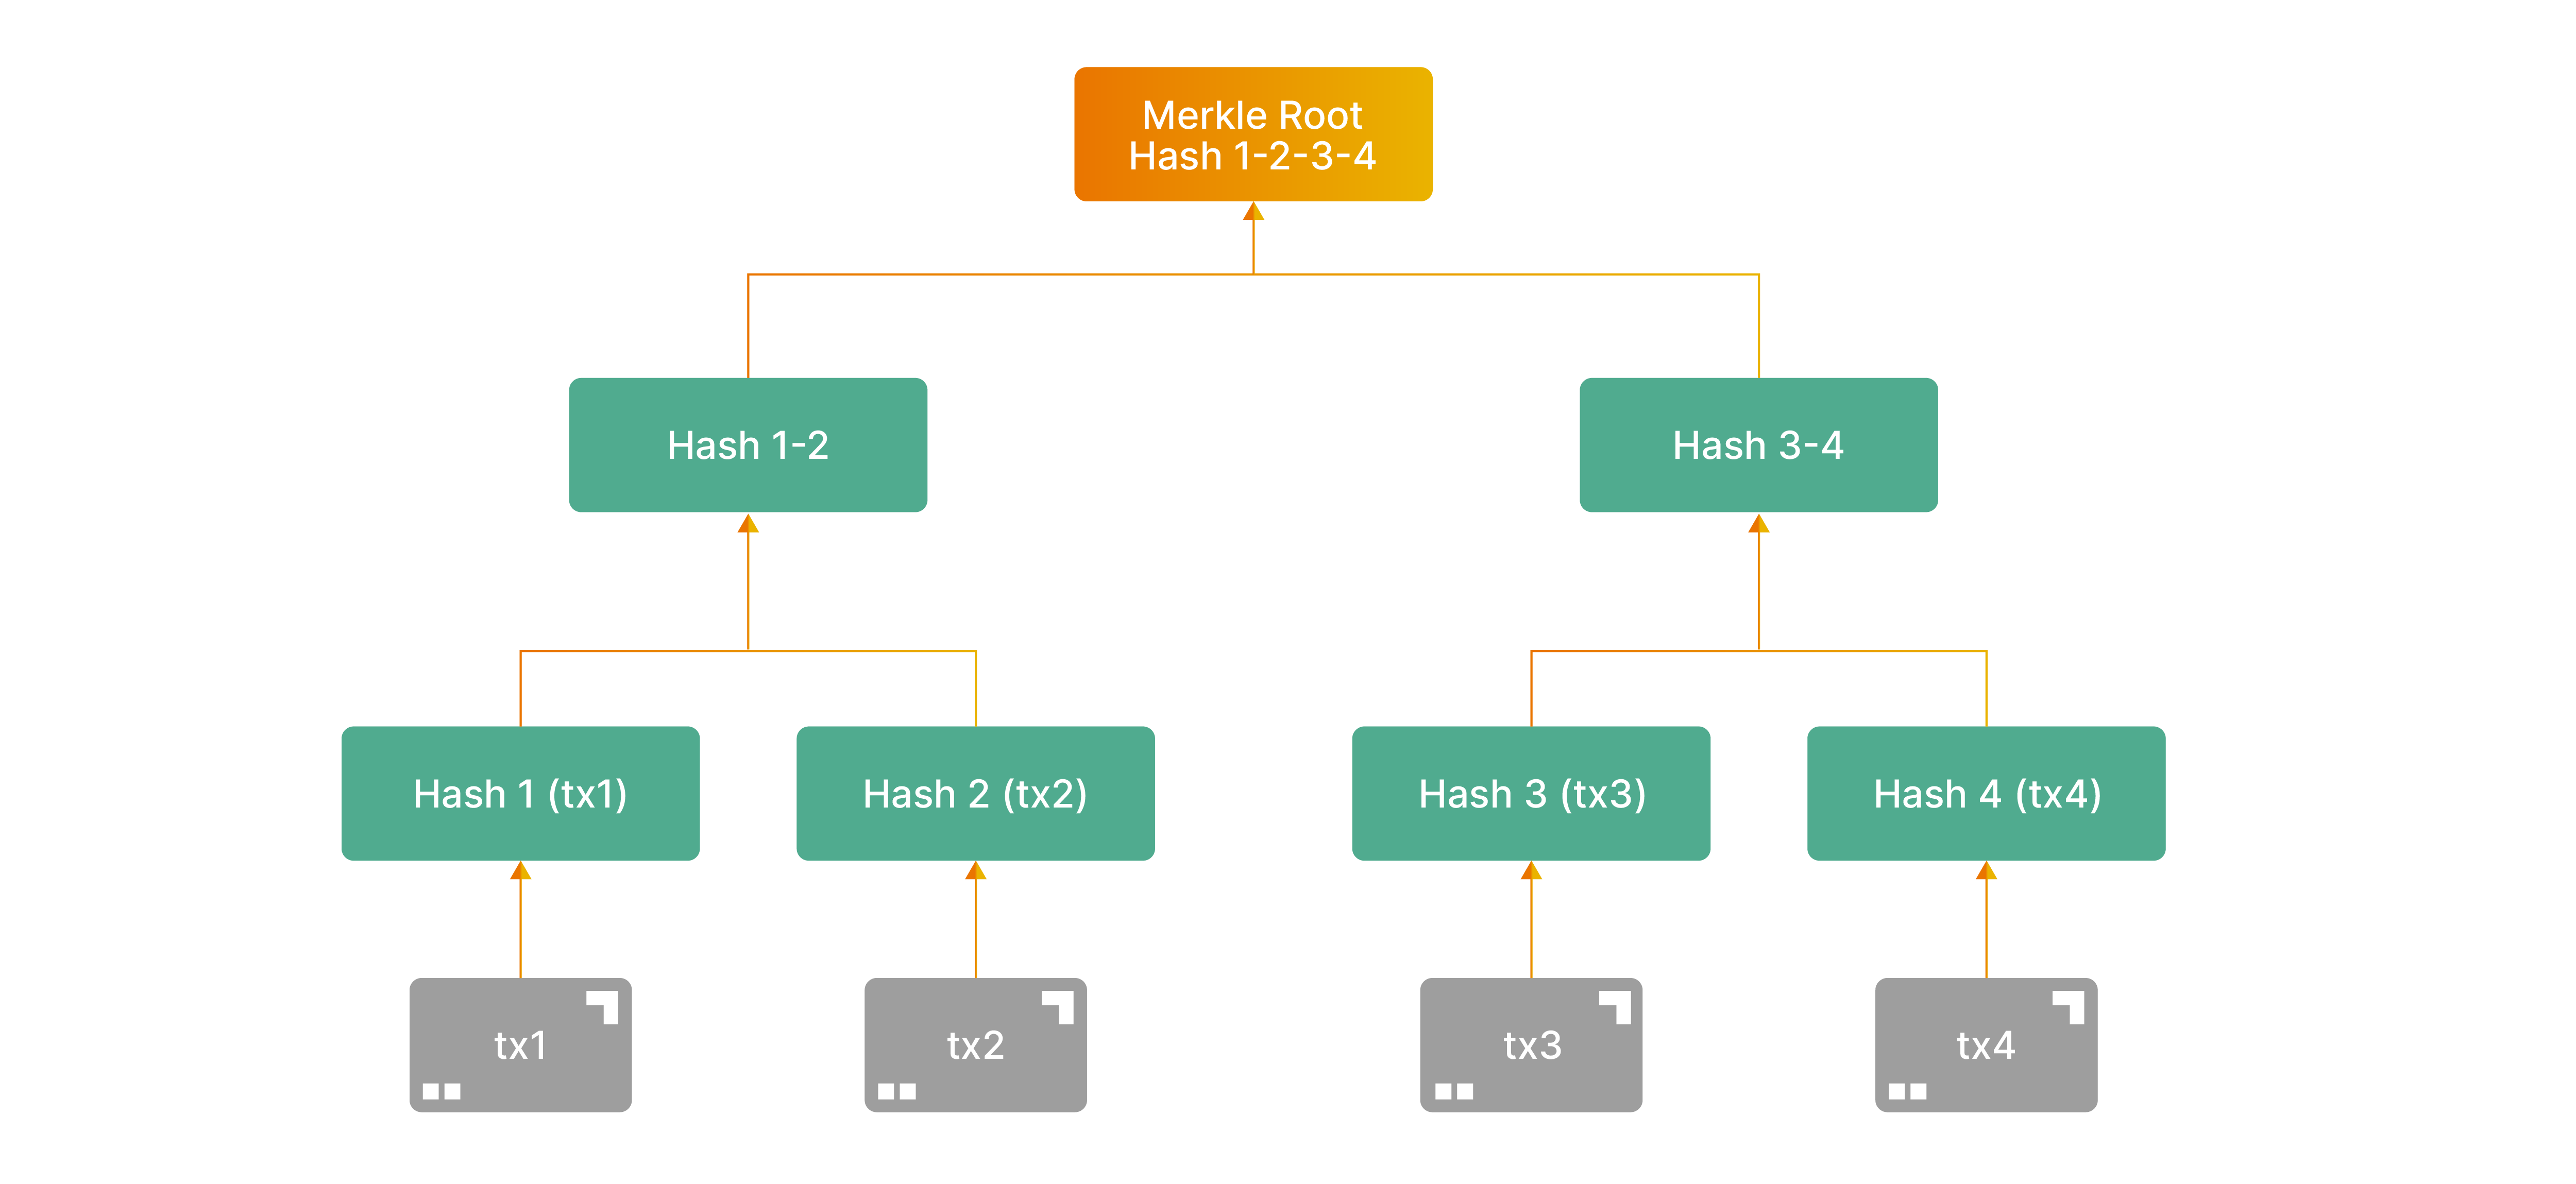 Merkle Root
Hash 1-2-3-4
Hash 1-2
Hash 3-4
Hash 1 (tx1)
Hash 2 (tx2)
Hash 3 (tx3)
Hash 4 (tx4)
tx1
tx2
tx3
tx4